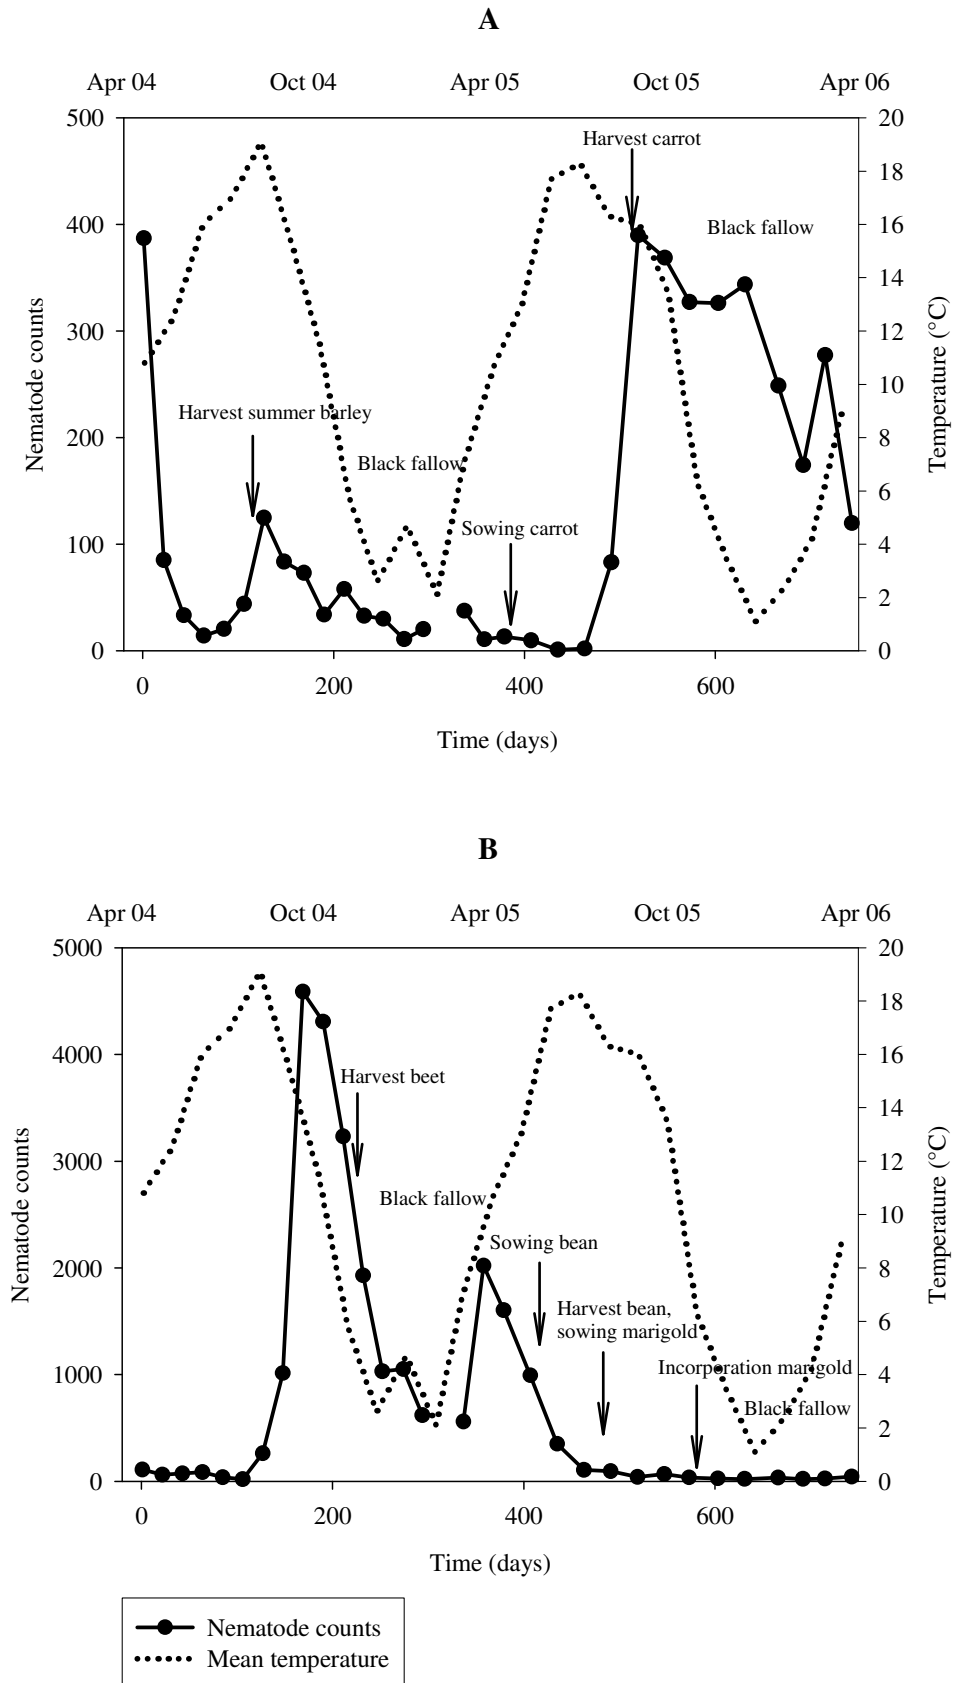 A
Apr 04 Oct 04 Apr 05 Oct 05 Apr 06
500 20
Harvest carrot
18
400 16
Black fallow
14
300 12
10
Harvest summer barley
200 8
Black fallow
6
Sowing carrot
100 4
2
0 0
0 200 400 600
Nematode counts
Temperature (°C)
Time (days)
B
Apr 04 Oct 04 Apr 05 Oct 05 Apr 06
5000 20
18
4000 16
Harvest beet
14
3000 12
Black fallow
10
Sowing bean
2000 8
Harvest bean,
sowing marigold
6
Incorporation marigold
1000 4
Black fallow
2
0 0
0 200 400 600
Nematode counts
Temperature (°C)
Time (days)
Nematode counts
Mean temperature